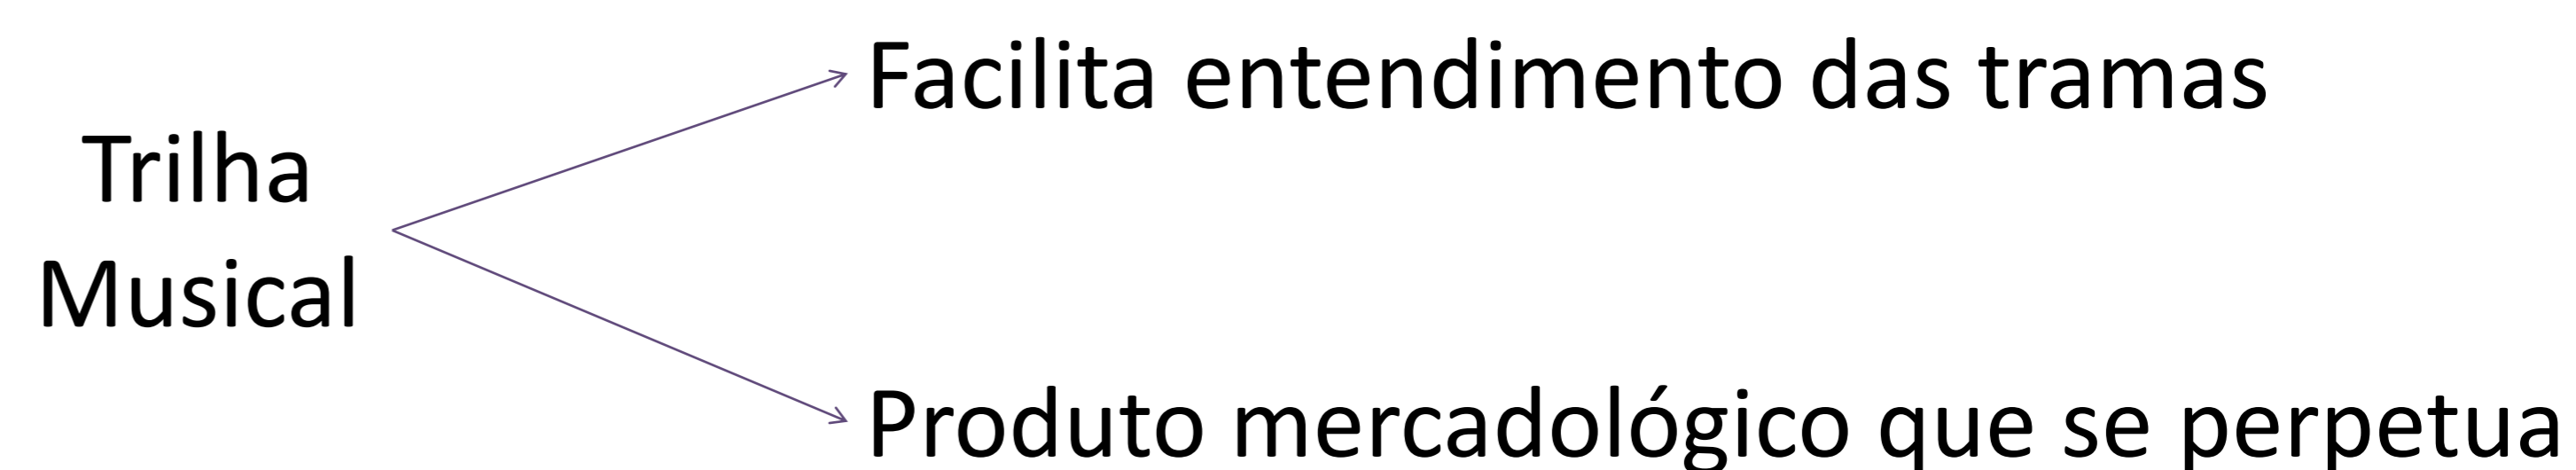 Facilita entendimento das tramas
Trilha
Musical
Produto mercadológico que se perpetua